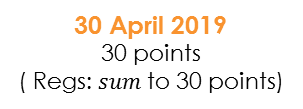 30 April 2019
30 points
( Regs: sum to 30 points)